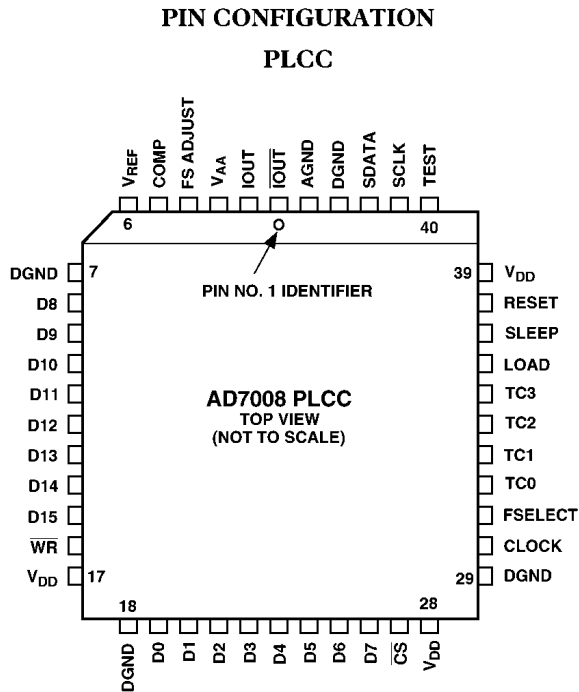 PIN CONFIGURATION
PLCC
VREF
COMP
FS ADJUST
VAA
IOUT
I̅O̅U̅T̅
AGND
DGND
SDATA
SCLK
TEST
6
40
DGND
7
39
VDD
PIN NO. 1 IDENTIFIER
D8
RESET
D9
SLEEP
D10
LOAD
D11
TC3
AD7008 PLCC
TOP VIEW
(NOT TO SCALE)
D12
TC2
D13
TC1
D14
TC0
D15
FSELECT
W̅R̅
CLOCK
VDD
17
29
DGND
18
28
DGND
D0
D1
D2
D3
D4
D5
D6
D7
C̅S̅
VDD